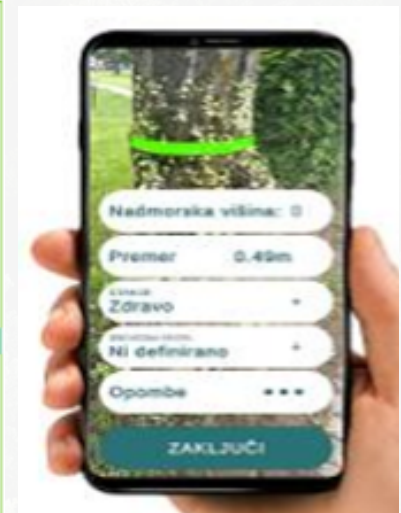 Nadmorska višina: 0
Premer 0.49m
Zdravo
Ni definirano
Opombe •••
ZAKLJUČI